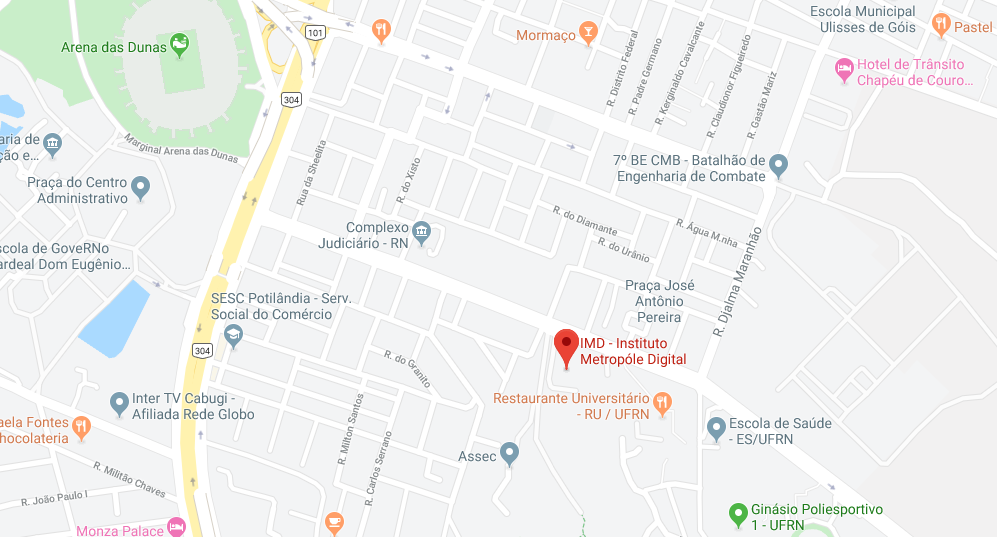 Escola Municipal
Ulisses de Góis
Pastel
101
Mormaço
Arena das Dunas
Hotel de Trânsito
Chapéu de Couro...
R. Distrito Federal
R. Padre Germano
R. Kerginaldo Cavalcante
R. Claudionor Figueiredo
R. Gastão Mariz
304
aria de
ção e...
Marginal Arena das Dunas
Rua da Sheelita
R. do Xisto
7º BE CMB - Batalhão de
Engenharia de Combate
Praça do Centro
Administrativo
R. do Diamante
R. Água M.nha
R. do Urânio
Complexo
Judiciário - RN
R. Djalma Maranhão
scola de GoveRNo
ardeal Dom Eugênio...
Praça José
Antônio
Pereira
SESC Potilândia - Serv.
Social do Comércio
304
IMD - Instituto
Metropóle Digital
R. do Granito
Restaurante Universitário
- RU / UFRN
Inter TV Cabugi -
Afiliada Rede Globo
aela Fontes
hocolateria
R. Milton Santos
R. Carlos Serrano
Escola de Saúde
- ES/UFRN
Assec
R. Militão Chaves
R. João Paulo I
Ginásio Poliesportivo
1 - UFRN
Monza Palace